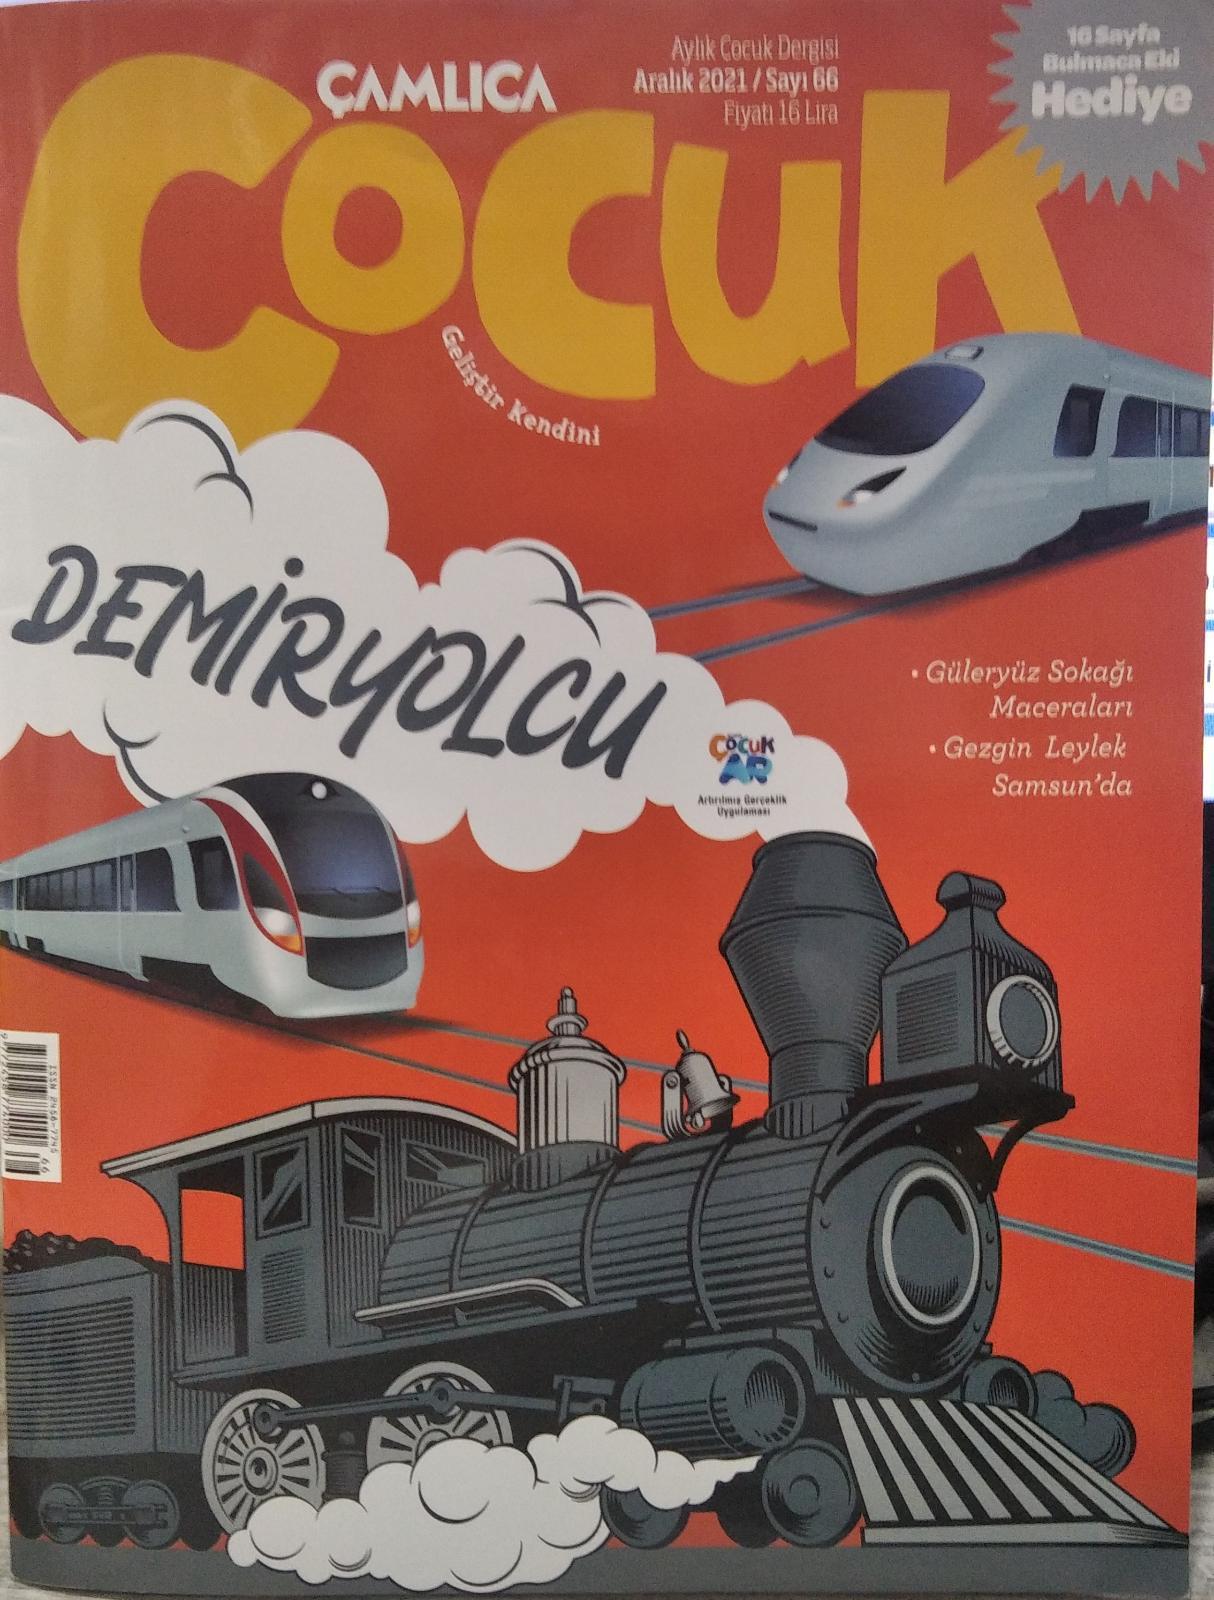 ÇAMLICA
Aylık Çocuk Dergisi
Aralık 2021 / Sayı 66
Fiyatı 16 Lira
16 Sayfa
Bulmaca Eki
Hediye
Çocuk
Geliştir Kendini
DEMİRYOLCU
• Güleryüz Sokağı
Maceraları
• Gezgin Leylek
Samsun'da
Çocuk
AR
Artırılmış Gerçeklik
Uygulaması
66